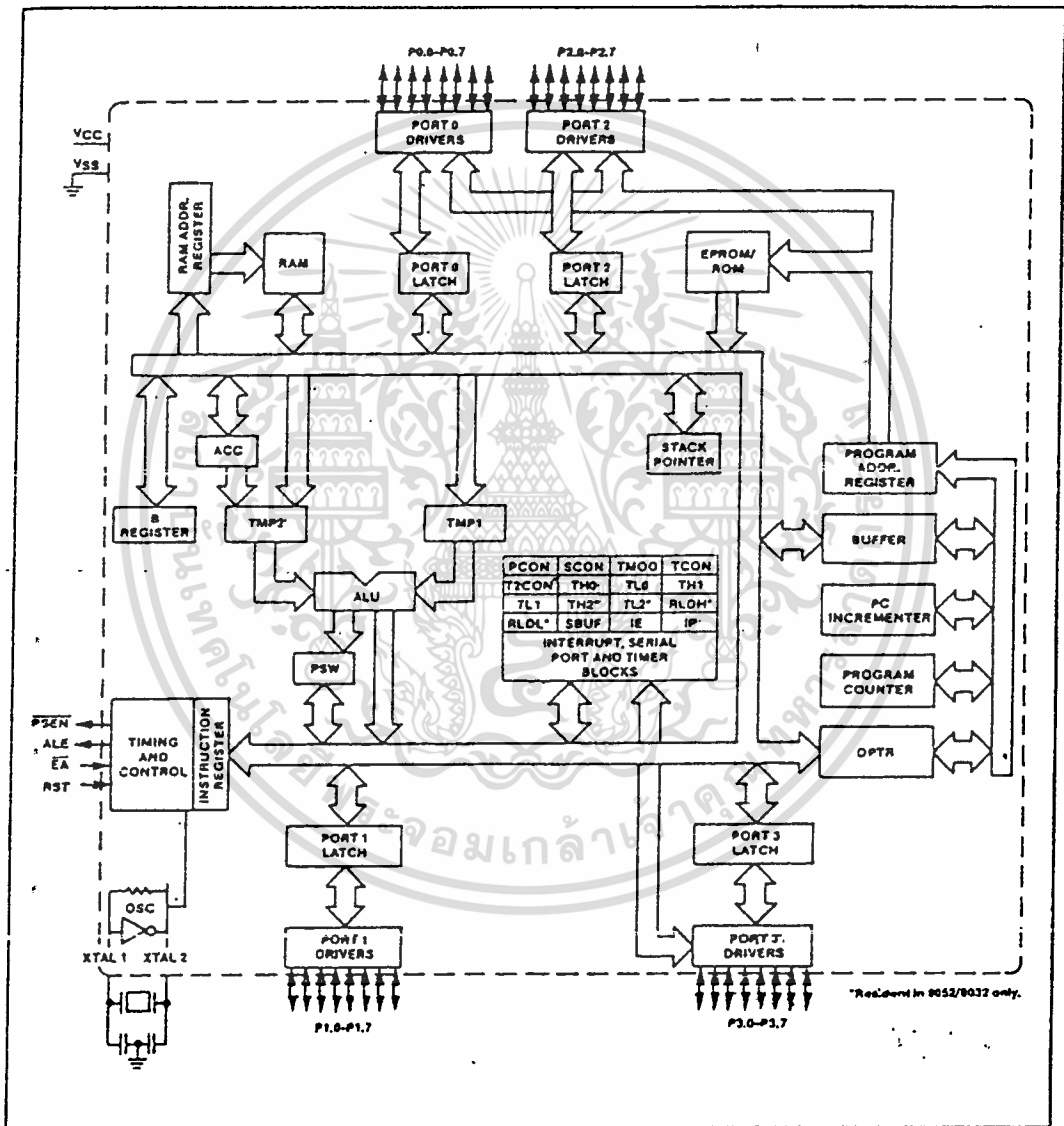 P0.0-P0.7
P2.0-P2.7
VCC
VSS
PORT 0
DRIVERS
PORT 2
DRIVERS
RAM ADDR.
REGISTER
RAM
PORT 0
LATCH
PORT 2
LATCH
EPROM/
ROM
ACC
STACK
POINTER
PROGRAM
ADDR.
REGISTER
B
REGISTER
TMP2
TMP1
BUFFER
PCON SCON TMOD TCON
T2CON TH0 TL0 TH1
TL1 TH2* TL2* RLDH*
RLDL* SBUF IE IP
INTERRUPT, SERIAL
PORT AND TIMER
BLOCKS
ALU
PC
INCREMENTER
PSW
PROGRAM
COUNTER
PSEN
ALE
EA
RST
TIMING
AND
CONTROL
INSTRUCTION
REGISTER
DPTR
PORT 1
LATCH
PORT 3
LATCH
OSC
XTAL 1 XTAL 2
PORT 1
DRIVERS
PORT 3
DRIVERS
*Resident in 8052/8032 only.
P1.0-P1.7
P3.0-P3.7